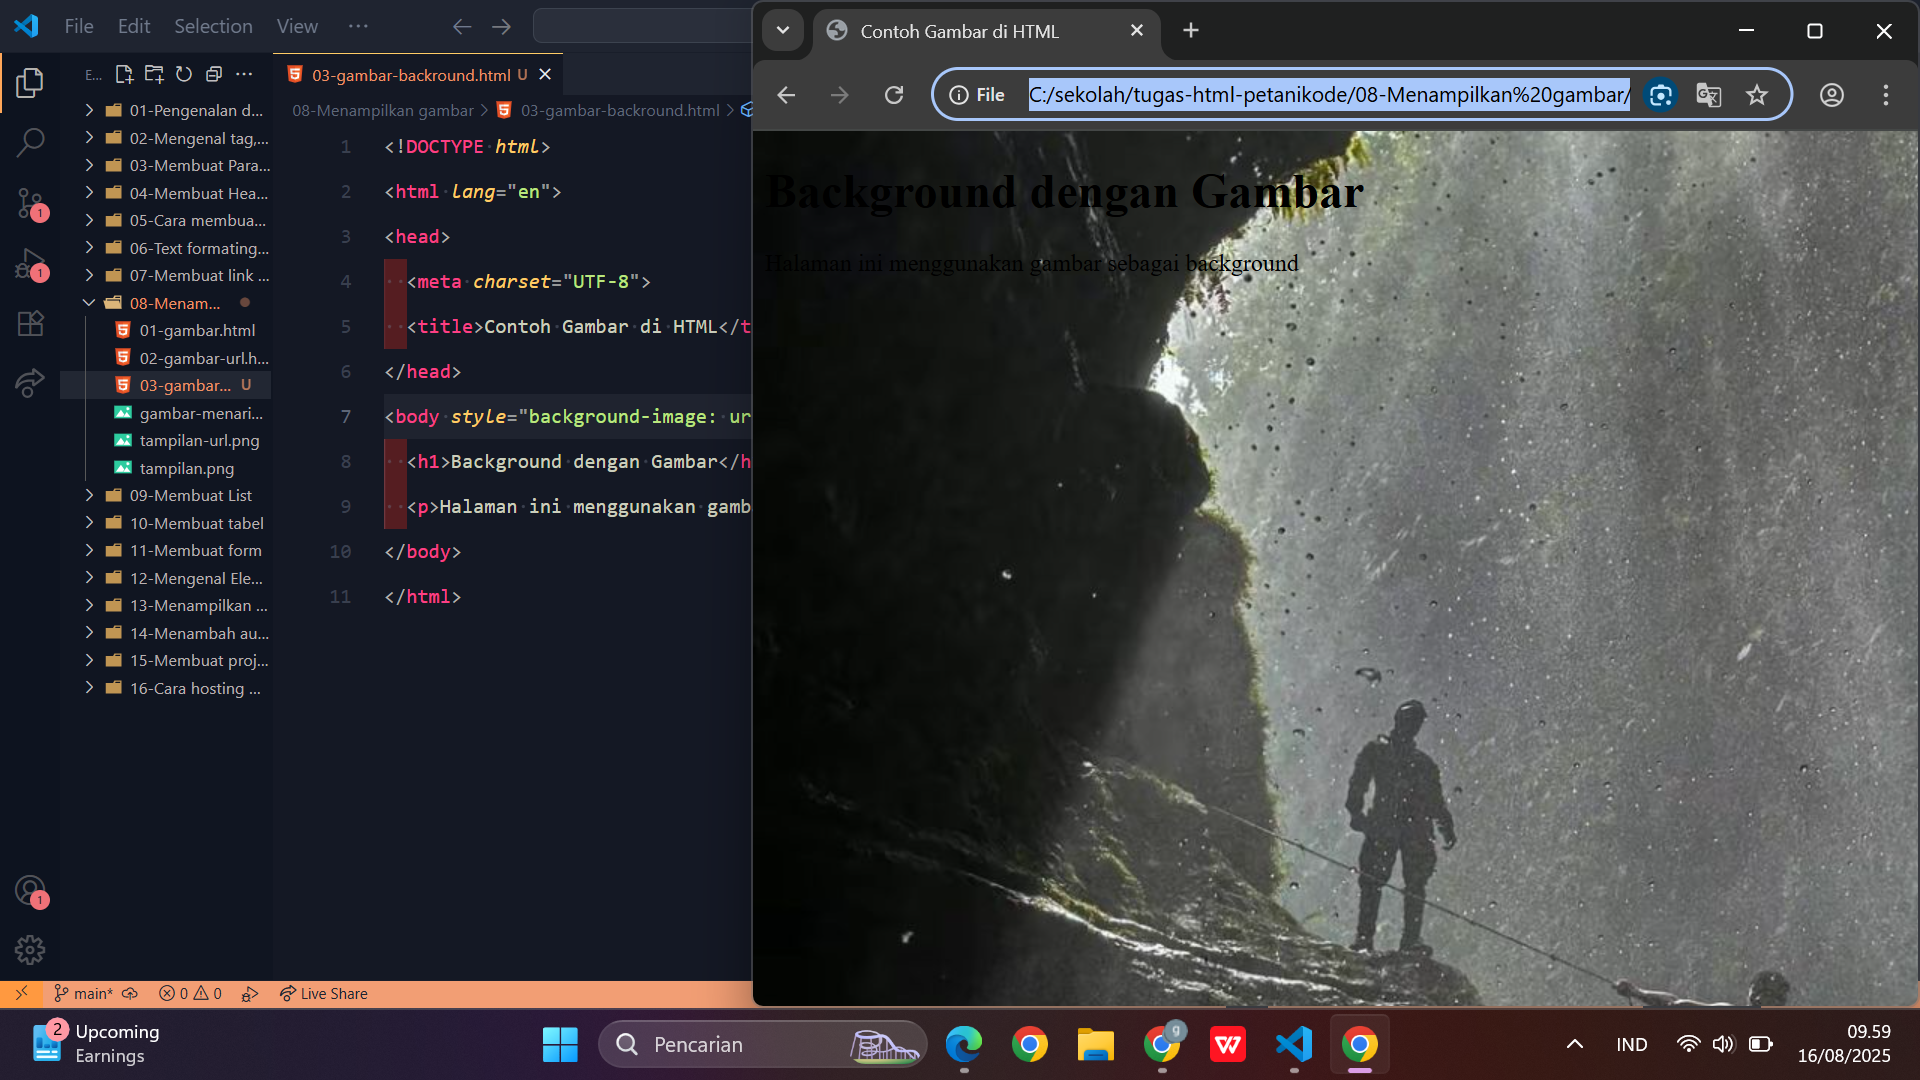 File Edit Selection View ···
E... ···
01-Pengenalan d...
02-Mengenal tag,...
03-Membuat Para...
04-Membuat Hea...
05-Cara membua...
06-Text formating...
07-Membuat link ...
08-Menam...
01-gambar.html
02-gambar-url.h...
03-gambar... U
gambar-menari...
tampilan-url.png
tampilan.png
09-Membuat List
10-Membuat tabel
11-Membuat form
12-Mengenal Ele...
13-Menampilkan ...
14-Menambah au...
15-Membuat proj...
16-Cara hosting ...
1
1
1
03-gambar-backround.html U
08-Menampilkan gambar > 03-gambar-backround.html >
1 <!DOCTYPE html>
2 <html lang="en">
3 <head>
4 <meta charset="UTF-8">
5 <title>Contoh Gambar di HTML</t
6 </head>
7 <body style="background-image: ur
8 <h1>Background dengan Gambar</h
9 <p>Halaman ini menggunakan gamb
10 </body>
11 </html>
main* 0 0 Live Share
Contoh Gambar di HTML
File C:/sekolah/tugas-html-petanikode/08-Menampilkan%20gambar/
Background dengan Gambar
Halaman ini menggunakan gambar sebagai background
2
Upcoming
Earnings
Pencarian
g
W
IND
09.59
16/08/2025